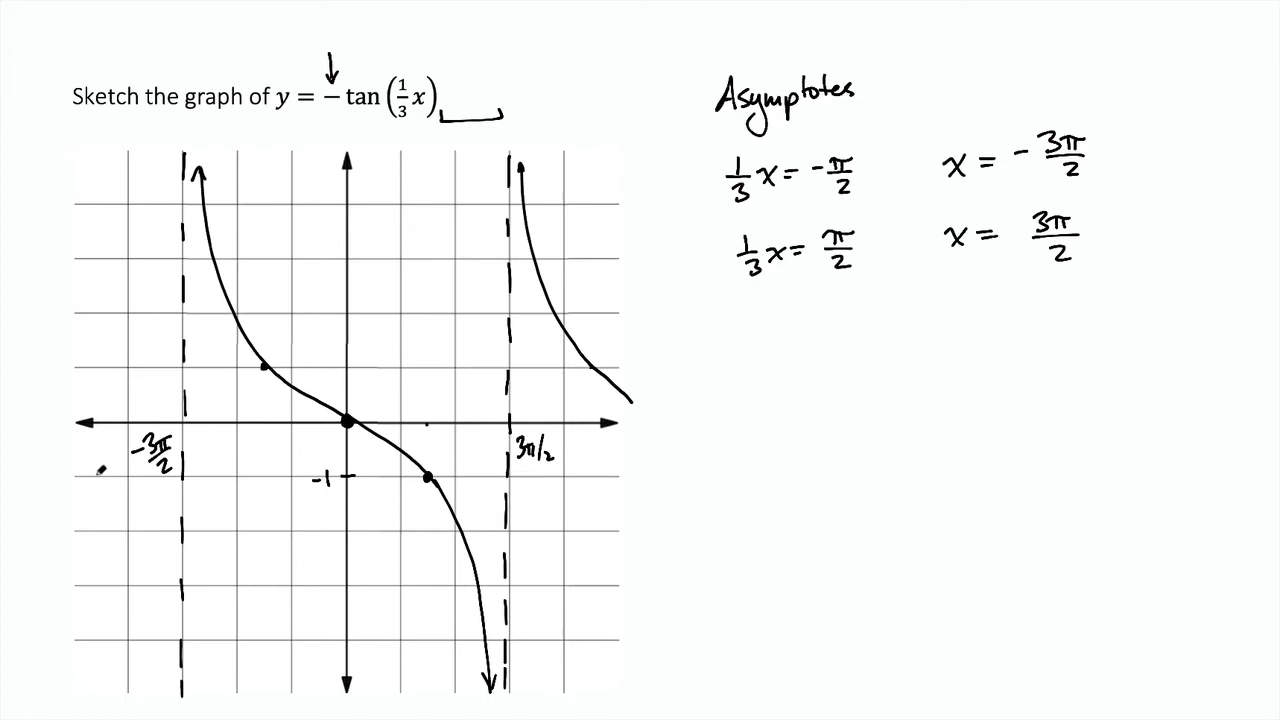 Sketch the graph of y = − tan (1/3 x)
Asymptotes
1/3 x = -π/2
x = -3π/2
1/3 x = π/2
x = 3π/2
-3π/2
3π/2
-1